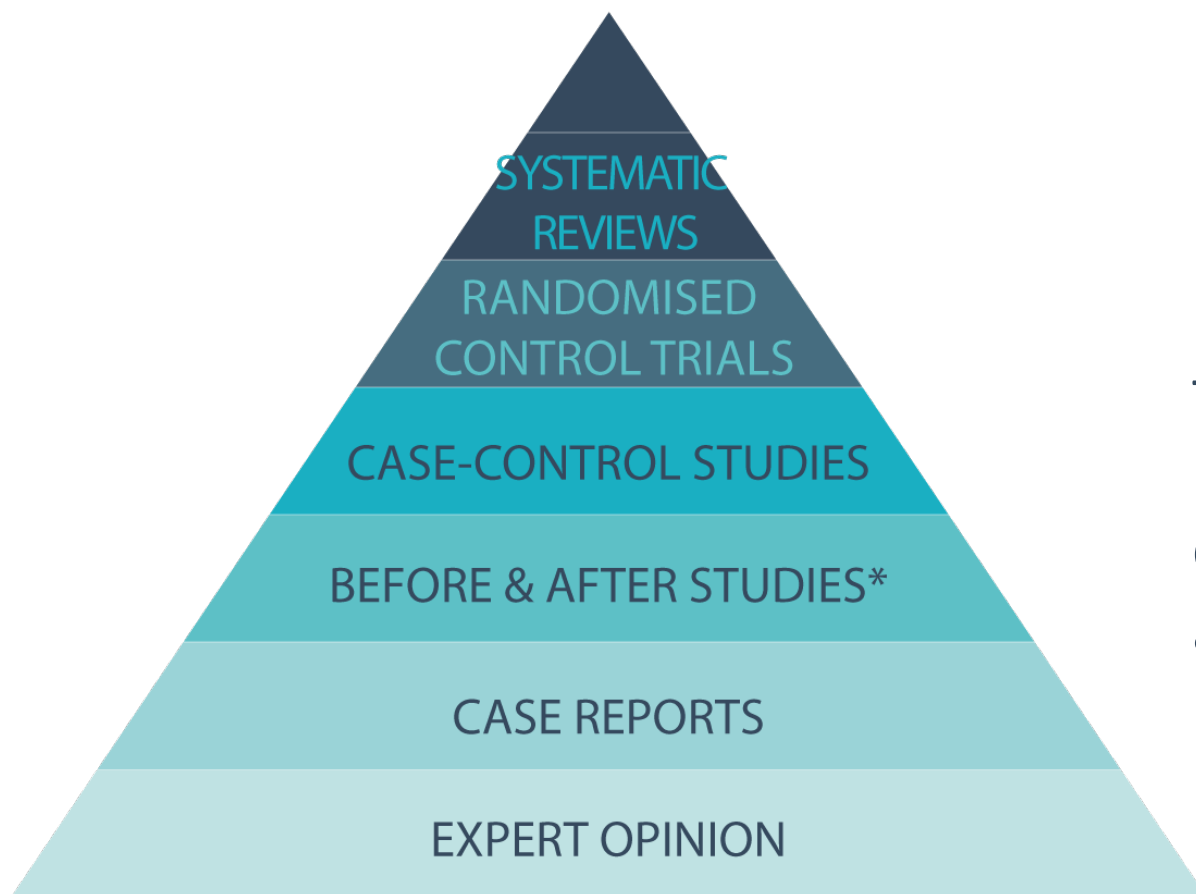 SYSTEMATIC
REVIEWS
RANDOMISED
CONTROL TRIALS
CASE-CONTROL STUDIES
BEFORE & AFTER STUDIES*
CASE REPORTS
EXPERT OPINION